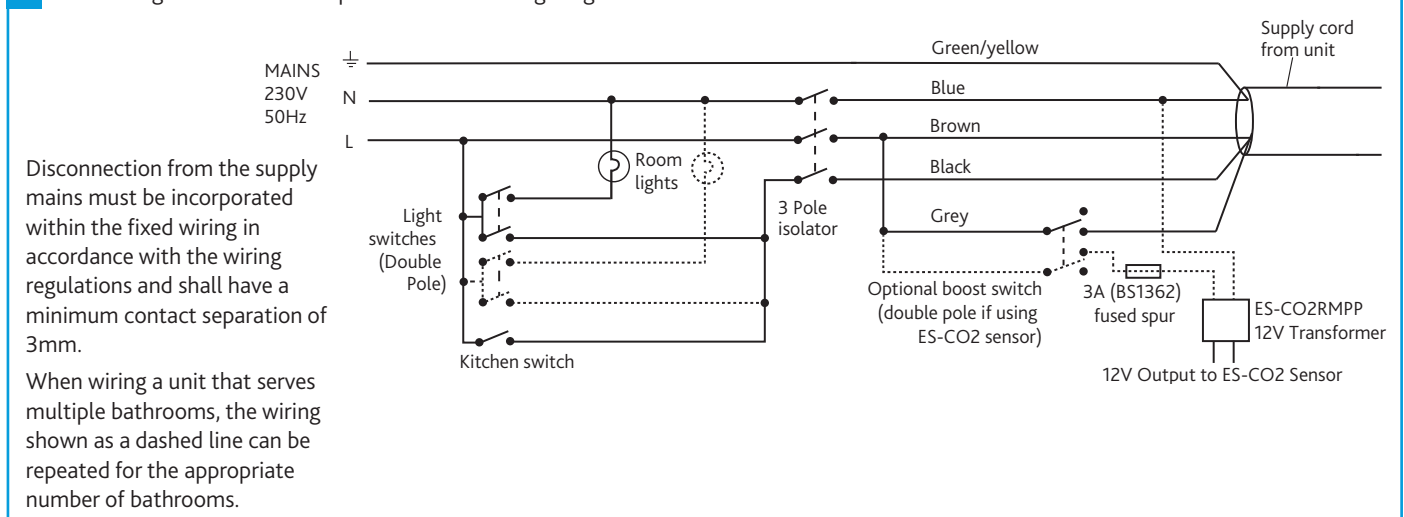 MAINS
230V
50Hz
N
L
Green/yellow
Blue
Brown
Black
Grey
Supply cord
from unit
Room
lights
Light
switches
(Double
Pole)
Kitchen switch
3 Pole
isolator
Optional boost switch
(double pole if using
ES-CO2 sensor)
3A (BS1362)
fused spur
ES-CO2RMPP
12V Transformer
12V Output to ES-CO2 Sensor
Disconnection from the supply
mains must be incorporated
within the fixed wiring in
accordance with the wiring
regulations and shall have a
minimum contact separation of
3mm.
When wiring a unit that serves
multiple bathrooms, the wiring
shown as a dashed line can be
repeated for the appropriate
number of bathrooms.